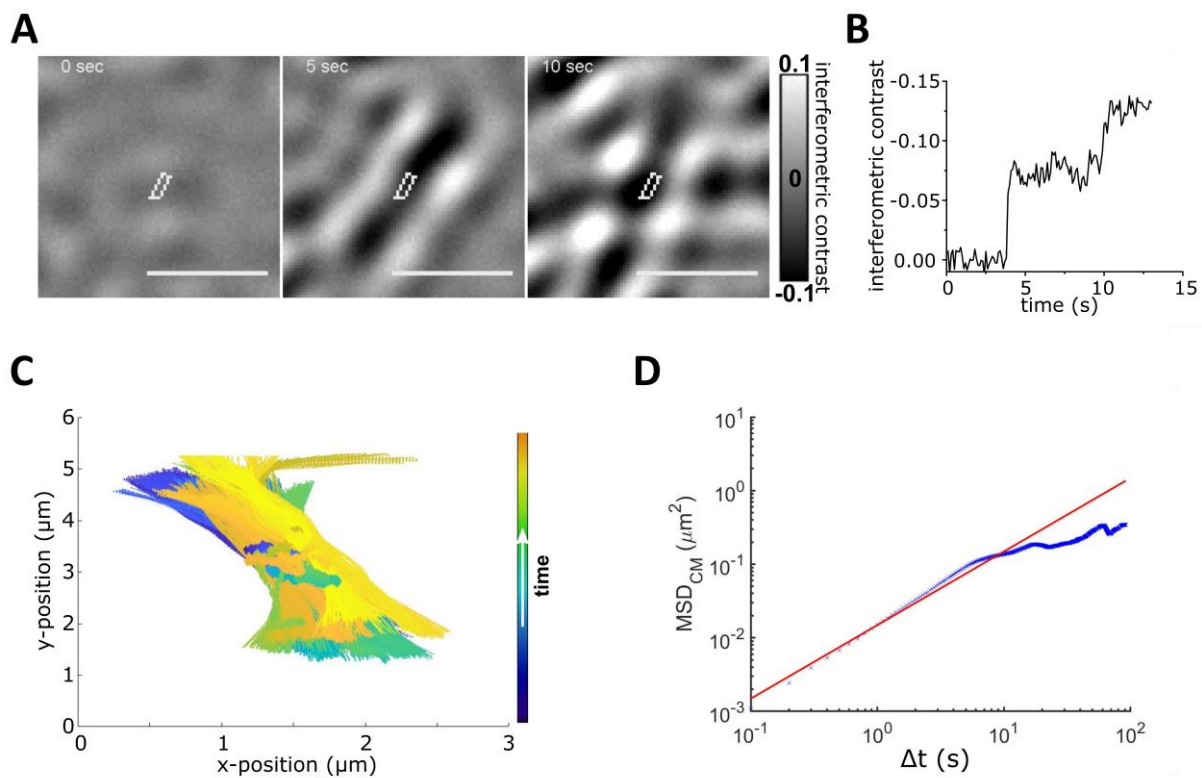 A
B
0 sec
5 sec
10 sec
0.1
0
-0.1
interferometric contrast
interferometric contrast
-0.15
-0.10
-0.05
0.00
0
5
10
15
time (s)
C
D
y-position (µm)
6
5
4
3
2
1
0
0
1
2
3
x-position (µm)
time
MSD_CM (µm²)
10¹
10⁰
10⁻¹
10⁻²
10⁻³
10⁻¹
10⁰
10¹
10²
Δt (s)